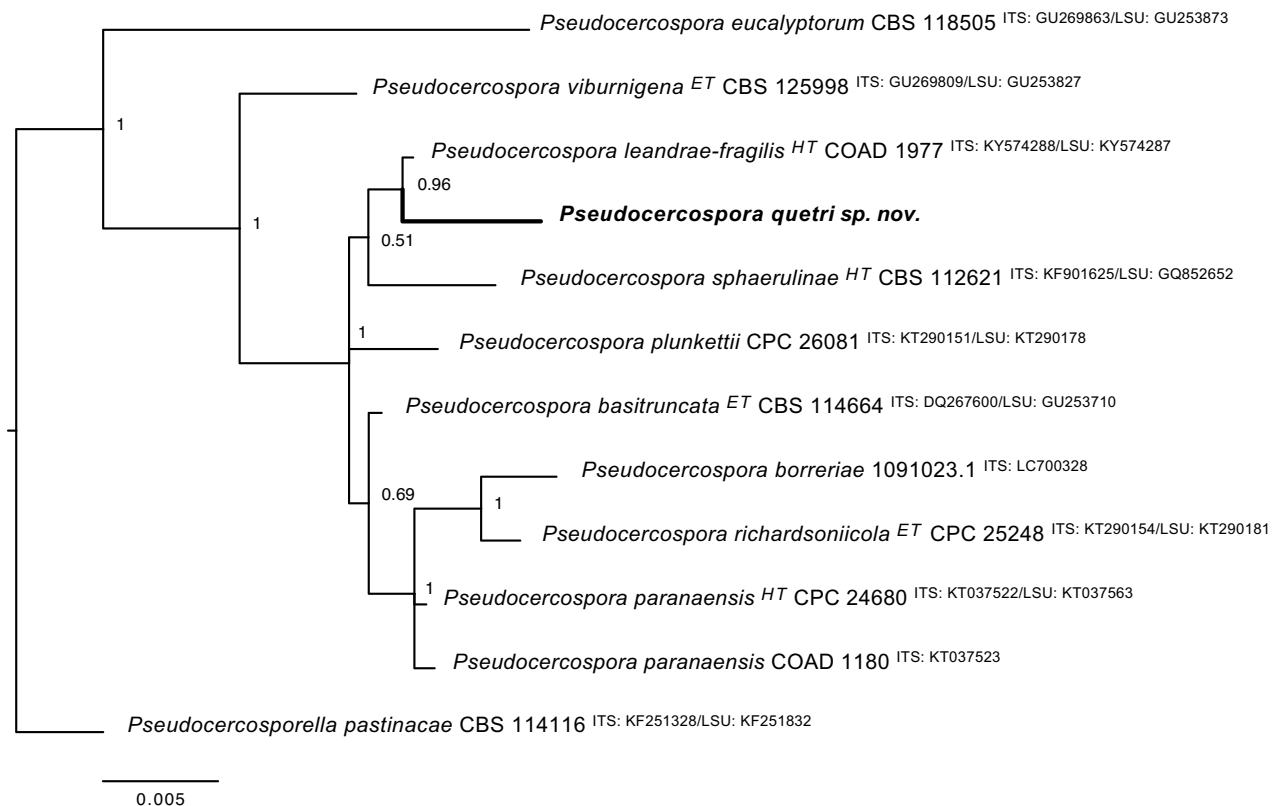 Pseudocercospora eucalyptorum CBS 118505 ITS: GU269863/LSU: GU253873
Pseudocercospora viburnigena ET CBS 125998 ITS: GU269809/LSU: GU253827
1
Pseudocercospora leandrae-fragilis HT COAD 1977 ITS: KY574288/LSU: KY574287
0.96
Pseudocercospora quetri sp. nov.
1
0.51
Pseudocercospora sphaerulinae HT CBS 112621 ITS: KF901625/LSU: GQ852652
1
Pseudocercospora plunkettii CPC 26081 ITS: KT290151/LSU: KT290178
Pseudocercospora basitruncata ET CBS 114664 ITS: DQ267600/LSU: GU253710
Pseudocercospora borreriae 1091023.1 ITS: LC700328
0.69
1
Pseudocercospora richardsoniicola ET CPC 25248 ITS: KT290154/LSU: KT290181
1
Pseudocercospora paranaensis HT CPC 24680 ITS: KT037522/LSU: KT037563
Pseudocercospora paranaensis COAD 1180 ITS: KT037523
Pseudocercosporella pastinacae CBS 114116 ITS: KF251328/LSU: KF251832
0.005